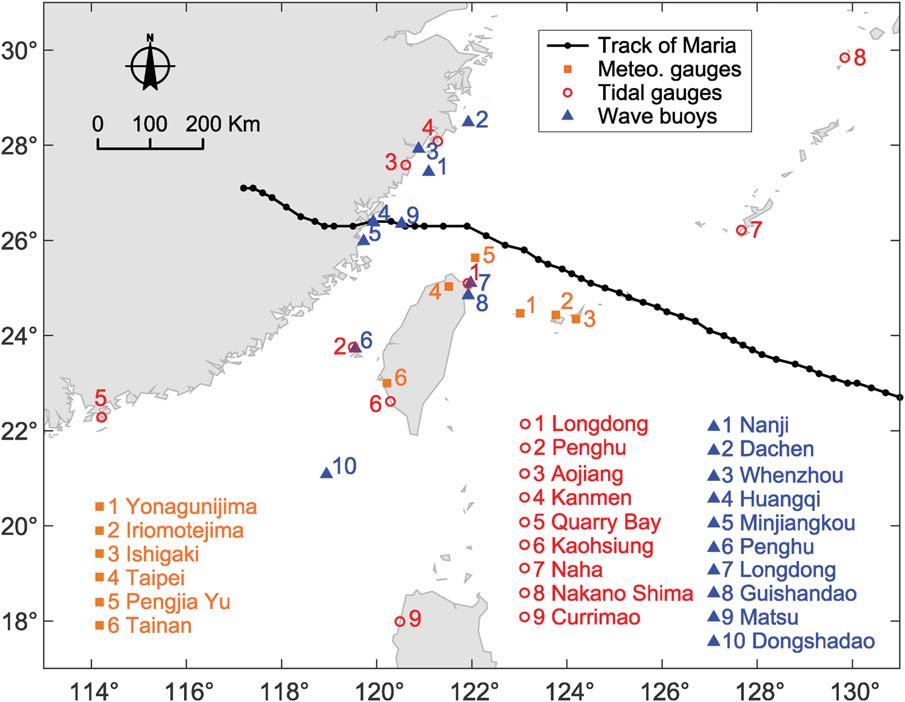 30°
28°
26°
24°
22°
20°
18°
114°
116°
118°
120°
122°
124°
126°
128°
130°
N
0 100 200 Km
Track of Maria
Meteo. gauges
Tidal gauges
Wave buoys
8
2
4
3
3
1
7
4
9
5
5
1
7
4
8
1
2
3
2
6
6
6
5
10
9
1 Yonagunijima
2 Iriomotejima
3 Ishigaki
4 Taipei
5 Pengjia Yu
6 Tainan
1 Longdong
2 Penghu
3 Aojiang
4 Kanmen
5 Quarry Bay
6 Kaohsiung
7 Naha
8 Nakano Shima
9 Currimao
1 Nanji
2 Dachen
3 Whenzhou
4 Huangqi
5 Minjiangkou
6 Penghu
7 Longdong
8 Guishandao
9 Matsu
10 Dongshadao